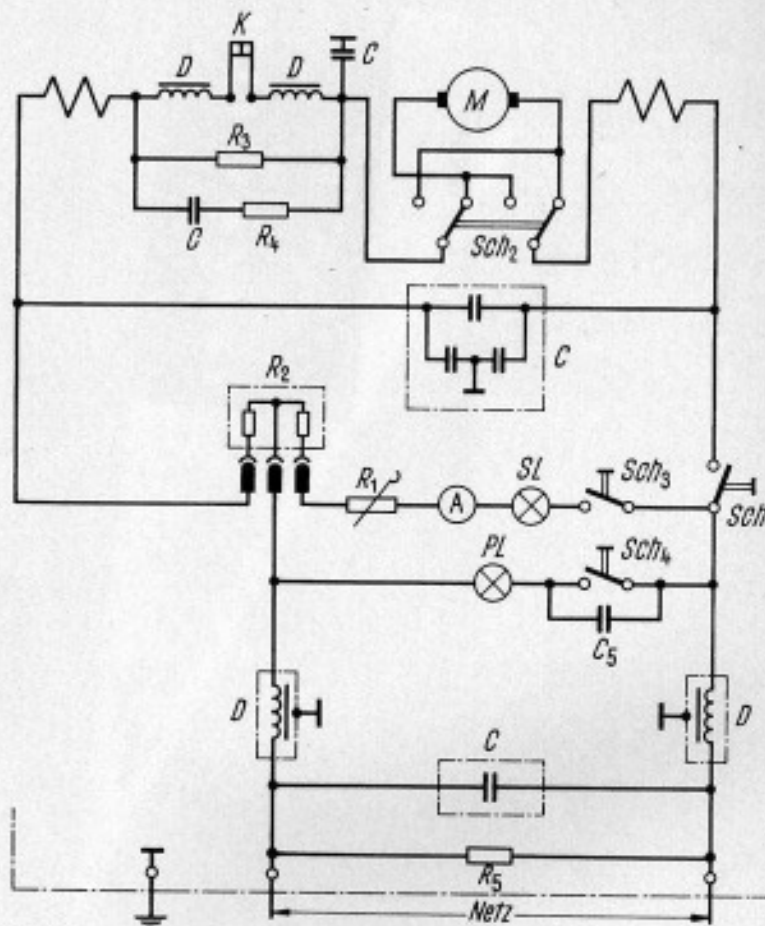 K
D D C
M
R3
C R4
Sch2
C
R2
R1 A SL Sch3
Sch
PL Sch4
C5
D D
C
R5
Netz